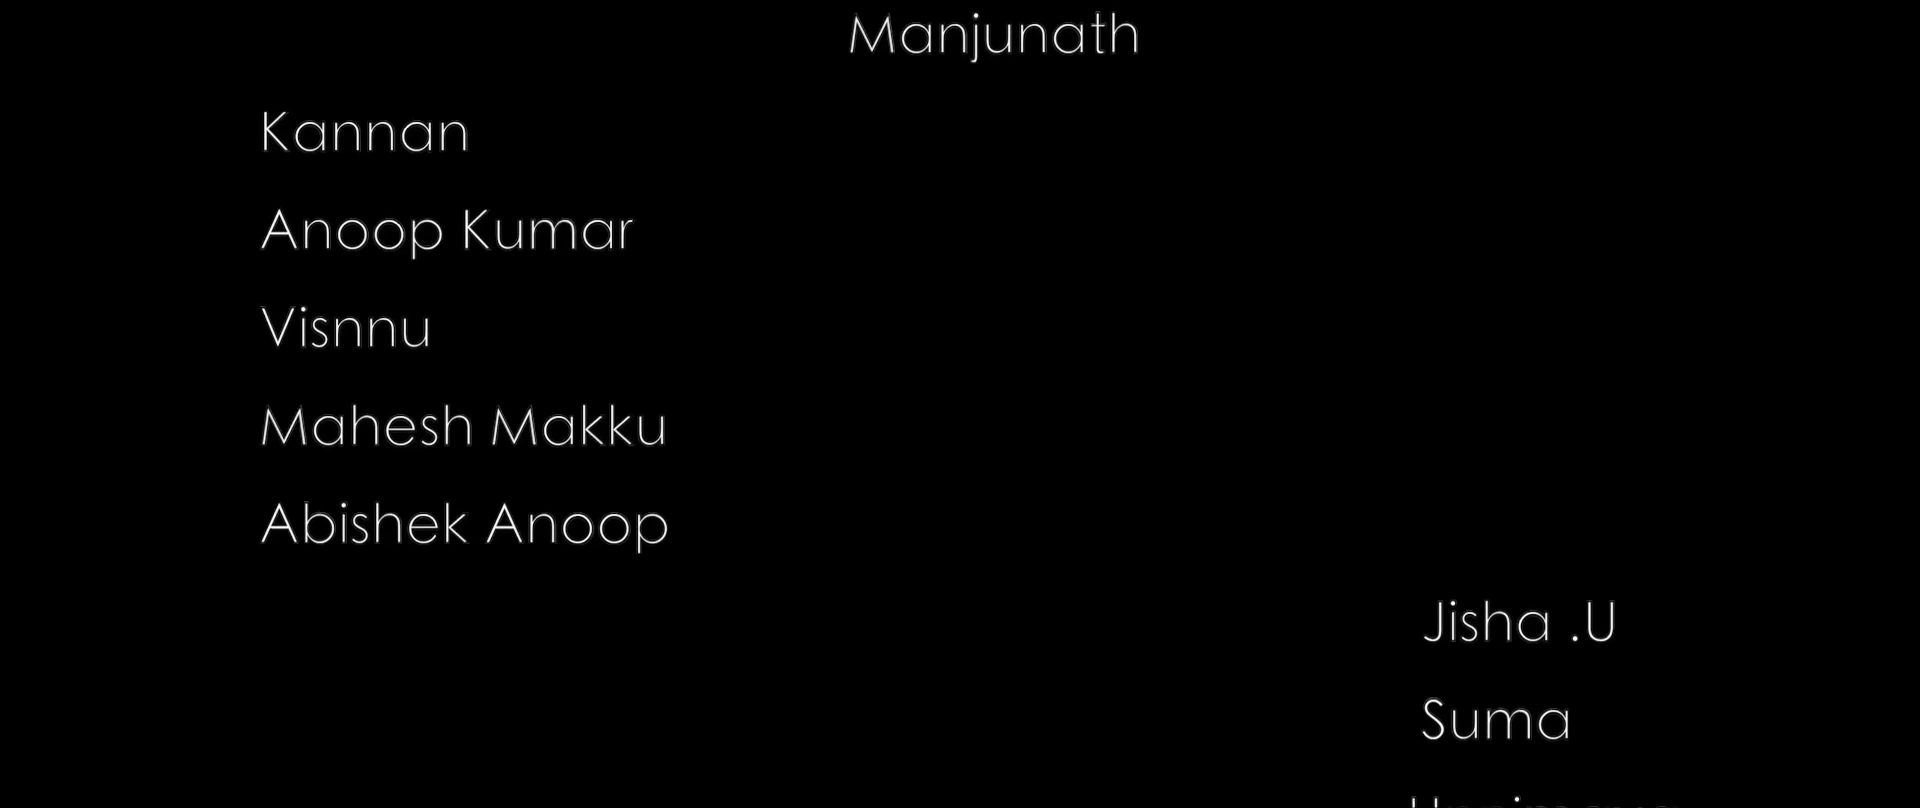 Manjunath
Kannan
Anoop Kumar
Visnnu
Mahesh Makku
Abishek Anoop
Jisha .U
Suma